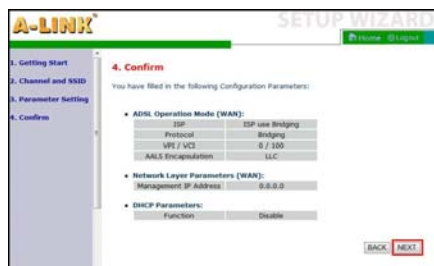 A-LINK
SETUP WIZARD
Home Logout
1. Getting Start
2. Channel and SSID
3. Parameter Setting
4. Confirm
4. Confirm
You have filled in the following Configuration Parameters:
ADSL Operation Mode (WAN):
ISP ISP use Bridging
Protocol Bridging
VPI / VCI 0 / 100
AAL5 Encapsulation LLC
Network Layer Parameters (WAN):
Management IP Address 0.0.0.0
DHCP Parameters:
Function Disable
BACK NEXT